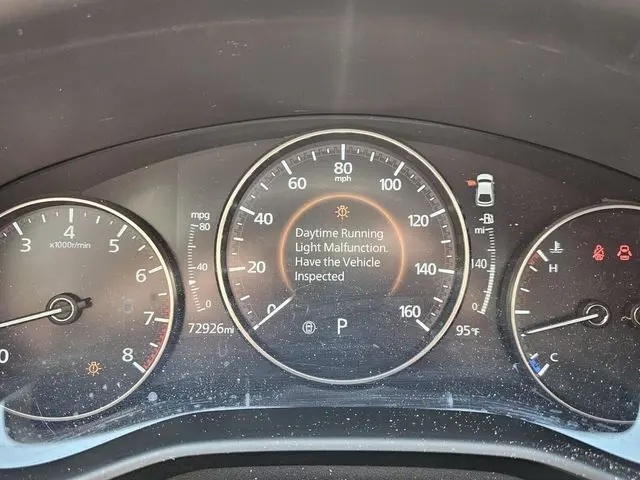 3
4
5
6
7
8
0
x1000r/min
mpg
80
40
0
72926mi
0
20
40
60
80
mph
100
120
140
160
Daytime Running
Light Malfunction.
Have the Vehicle
Inspected
P
mi
140
0
95°F
H
C